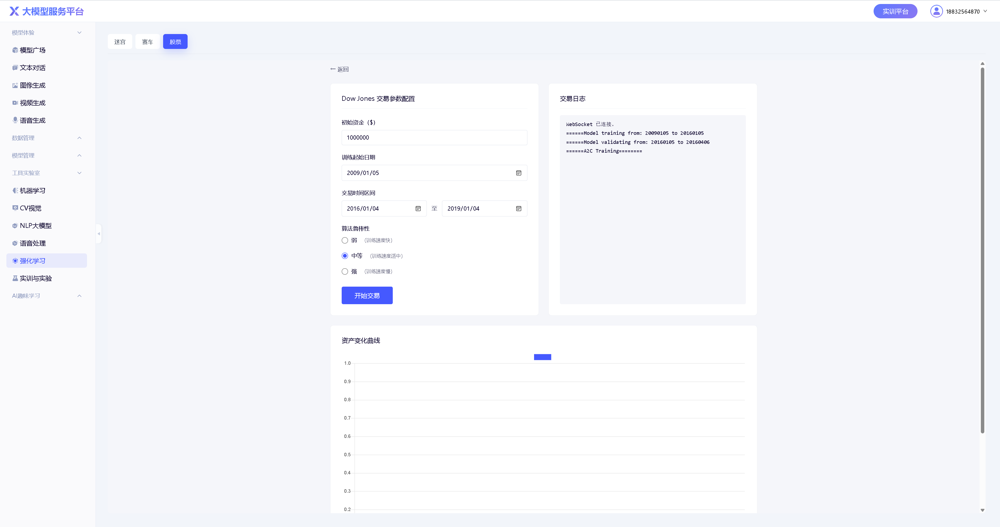 大模型服务平台
实训平台
18832564870
模型体验
模型广场
文本对话
图像生成
视频生成
语音生成
数据管理
模型管理
工具实验室
机器学习
CV视觉
NLP大模型
语音处理
强化学习
实训与实验
AI趣味学习
迷宫
赛车
股票
← 返回
Dow Jones 交易参数配置
初始资金 ($)
1000000
训练起始日期
2009/01/05
交易时间区间
2016/01/04 至 2019/01/04
算法鲁棒性
弱 (训练速度快)
中等 (训练速度适中)
强 (训练速度慢)
开始交易
交易日志
WebSocket 已连接。
======Model training from: 20090105 to 20160105
======Model validating from: 20160105 to 20160406
======A2C Training========
资产变化曲线
1.0
0.9
0.8
0.7
0.6
0.5
0.4
0.3
0.2